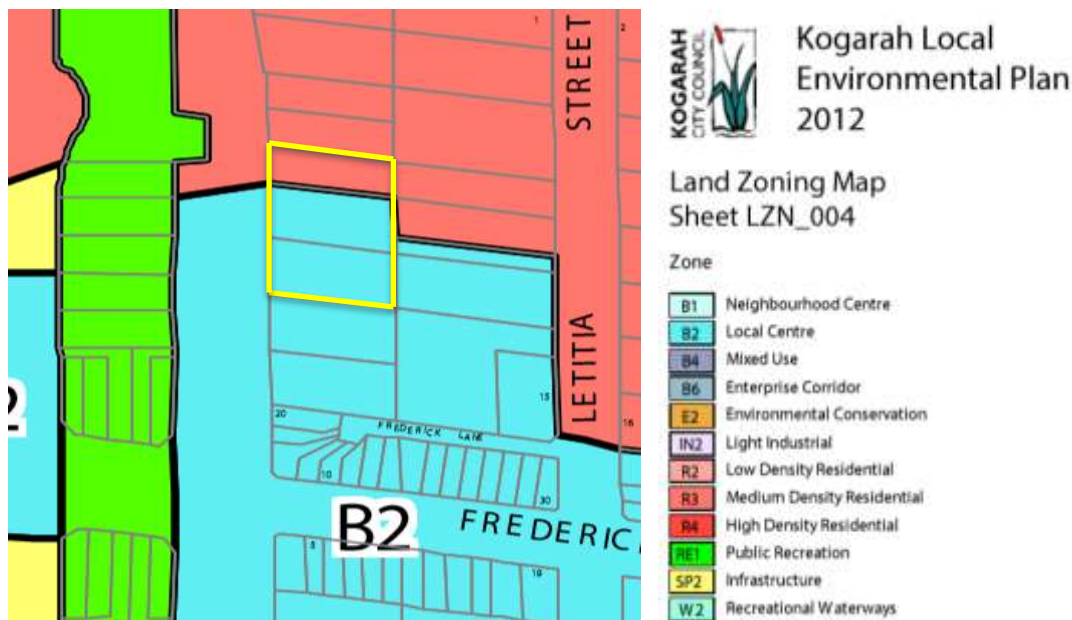 1
2
STREET
LETITIA
2
13
16
20
FREDERICK LANE
10
30
B2
FREDERIC
5
19
KOGARAH
CITY COUNCIL
Kogarah Local
Environmental Plan
2012
Land Zoning Map
Sheet LZN_004
Zone
B1 Neighbourhood Centre
B2 Local Centre
B4 Mixed Use
B6 Enterprise Corridor
E2 Environmental Conservation
IN2 Light Industrial
R2 Low Density Residential
R3 Medium Density Residential
R4 High Density Residential
RE1 Public Recreation
SP2 Infrastructure
W2 Recreational Waterways